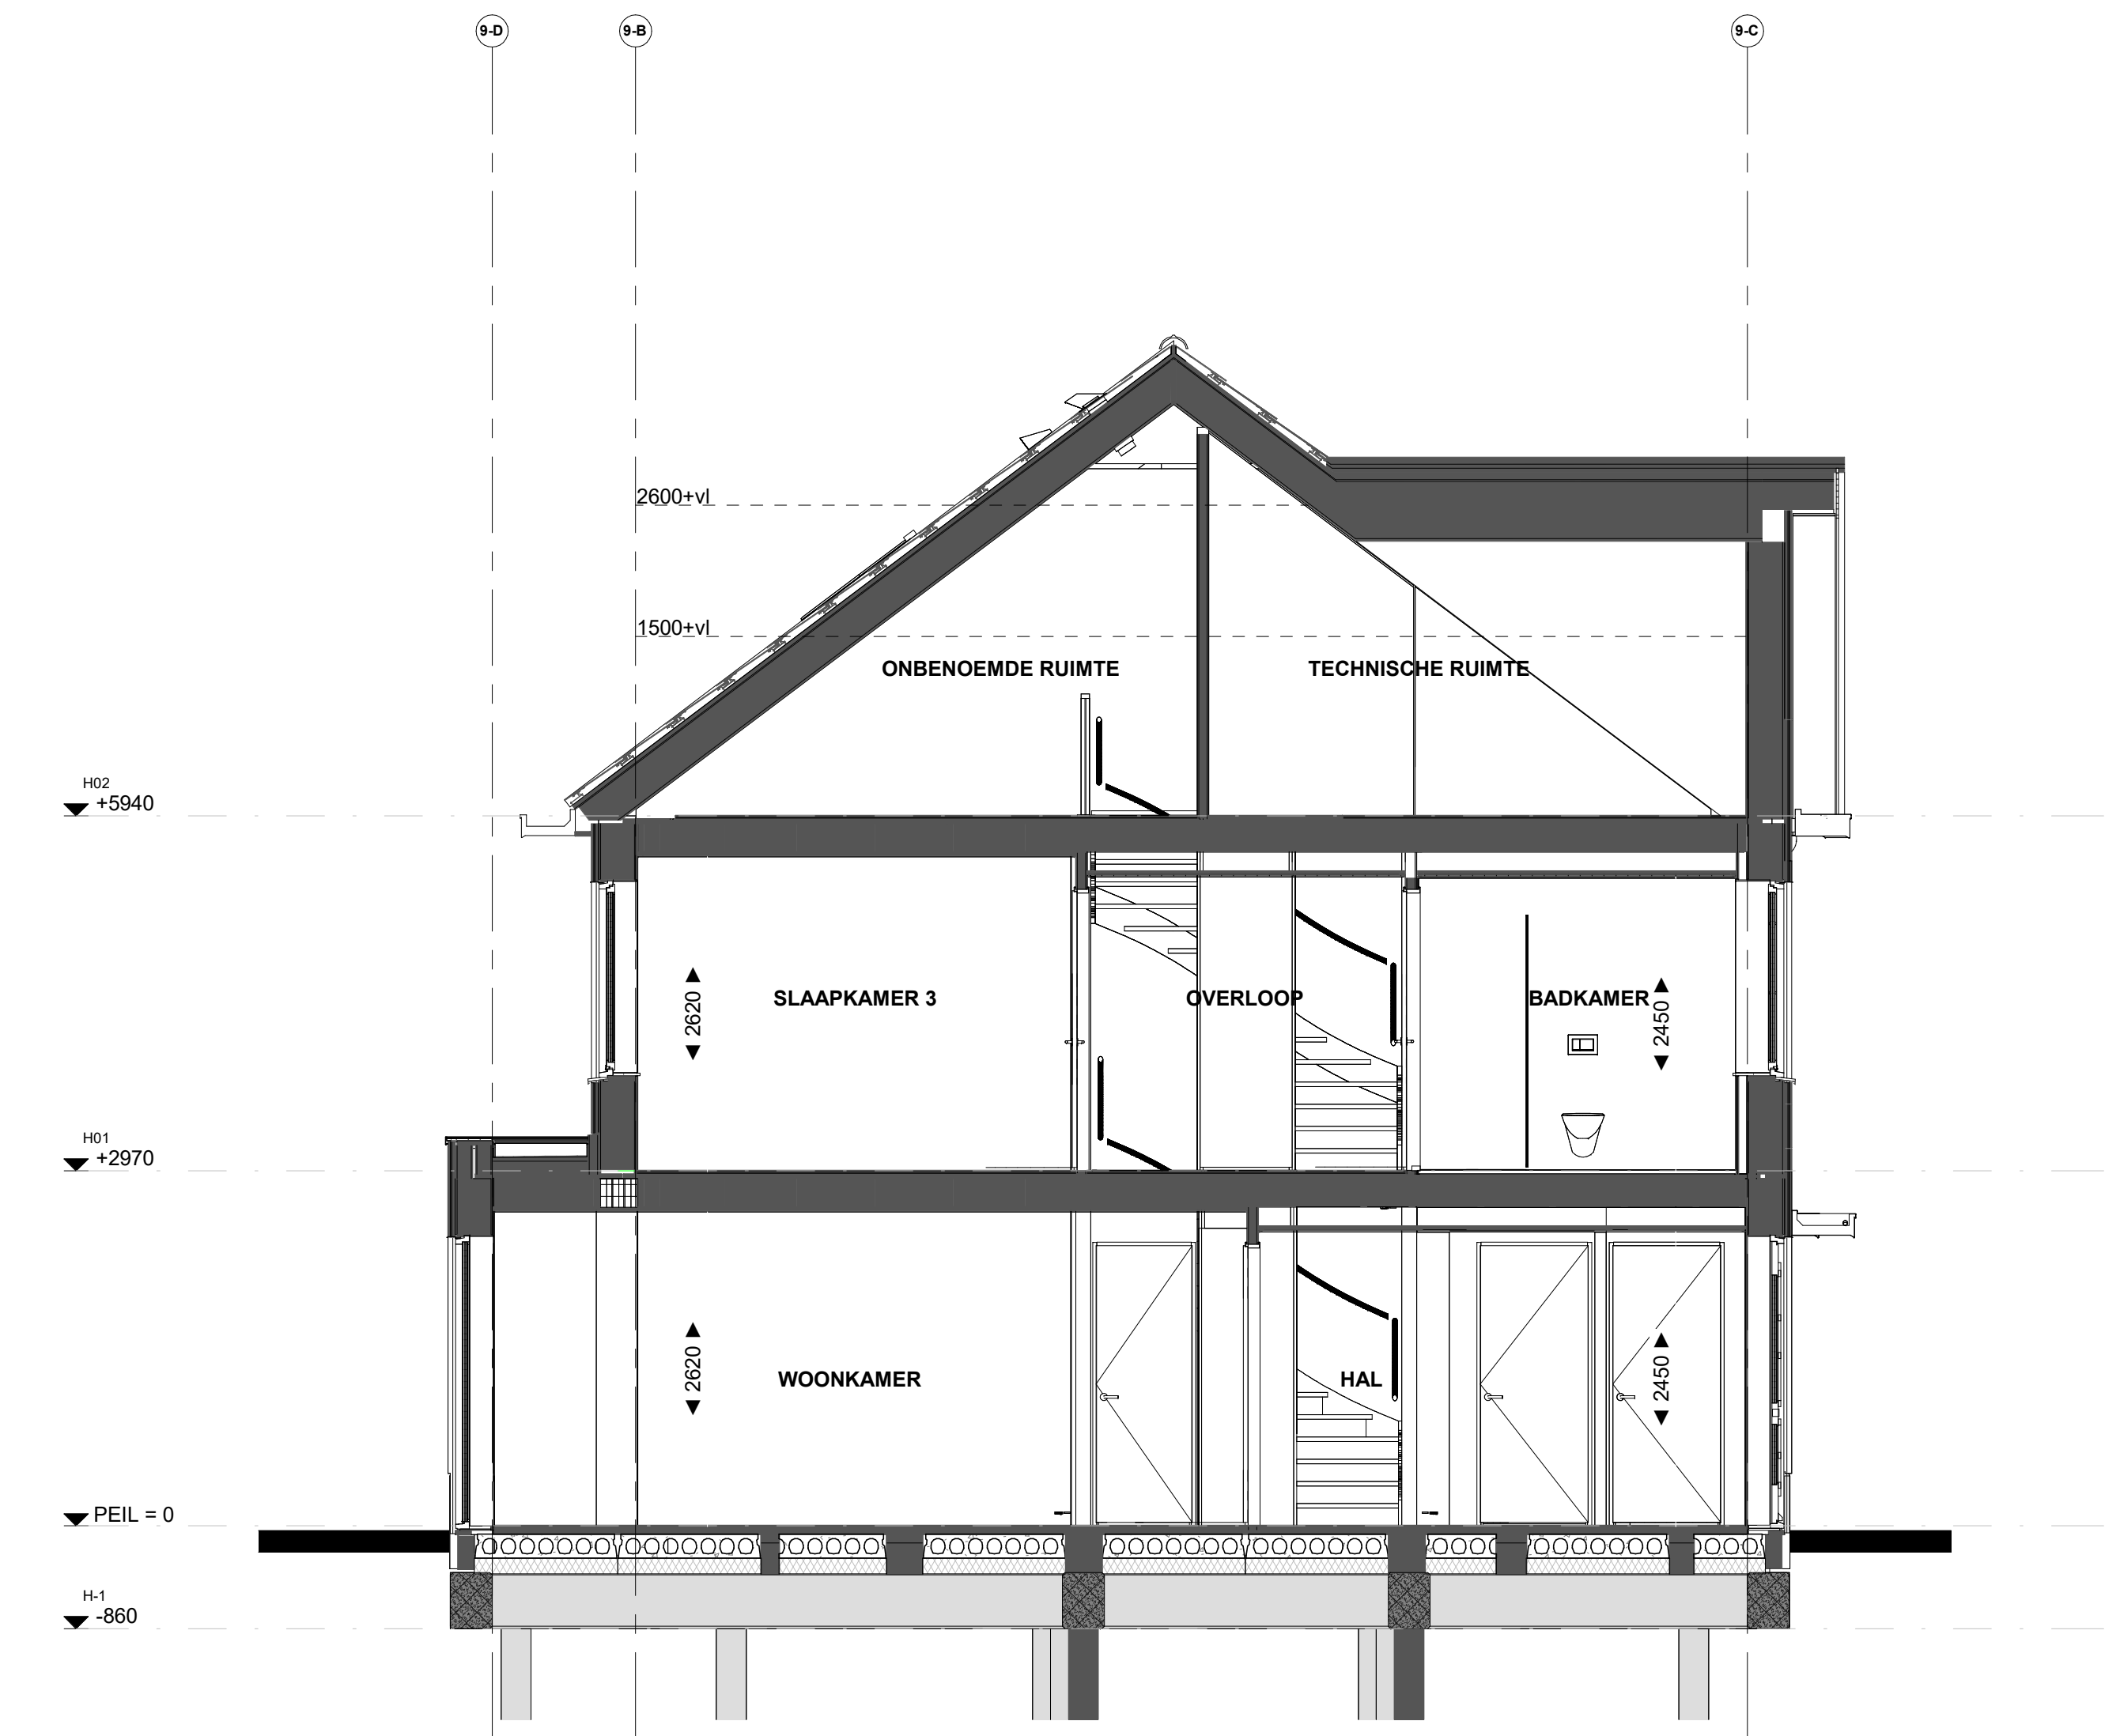 9-D
9-B
9-C
2600+vl
1500+vl
ONBENOEMDE RUIMTE
TECHNISCHE RUIMTE
H02
+5940
SLAAPKAMER 3
OVERLOOP
BADKAMER
2620
2450
H01
+2970
WOONKAMER
HAL
2620
2450
PEIL = 0
H-1
-860